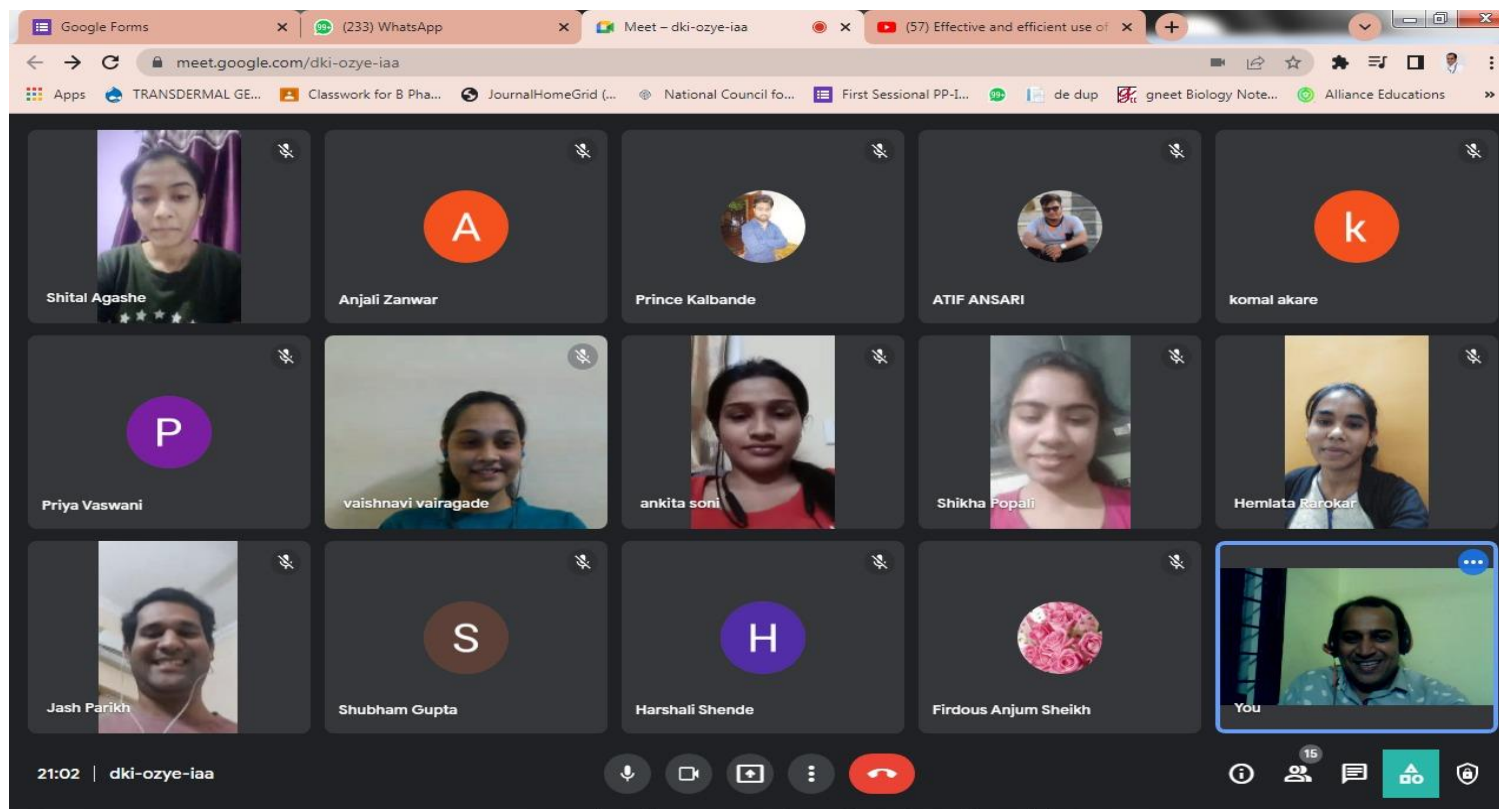 Google Forms
(233) WhatsApp
Meet – dki-ozye-iaa
(57) Effective and efficient use of
meet.google.com/dki-ozye-iaa
Apps
TRANSDERMAL GE...
Classwork for B Pha...
JournalHomeGrid (...
National Council fo...
First Sessional PP-I...
99+
de dup
gneet Biology Note...
Alliance Educations
»
Shital Agashe
A
Anjali Zanwar
Prince Kalbande
ATIF ANSARI
k
komal akare
P
Priya Vaswani
vaishnavi vairagade
ankita soni
Shikha Popali
Hemlata Rarokar
Jash Parikh
S
Shubham Gupta
H
Harshali Shende
Firdous Anjum Sheikh
You
21:02 | dki-ozye-iaa
15